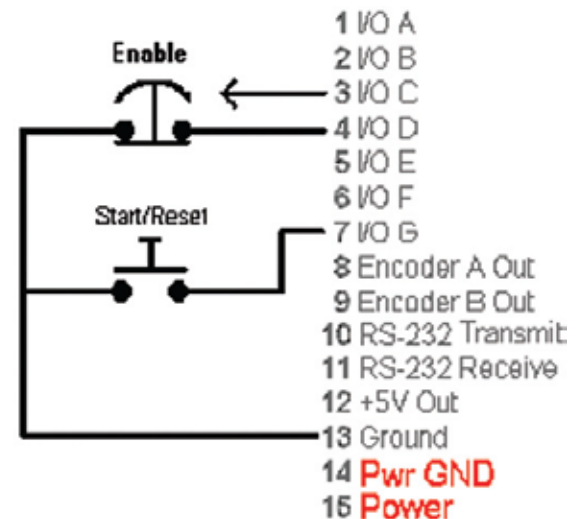 1 I/O A
Enable
2 I/O B
3 I/O C
4 I/O D
5 I/O E
6 I/O F
Start/Reset
7 I/O G
8 Encoder A Out
9 Encoder B Out
10 RS-232 Transmit
11 RS-232 Receive
12 +5V Out
13 Ground
14 Pwr GND
15 Power